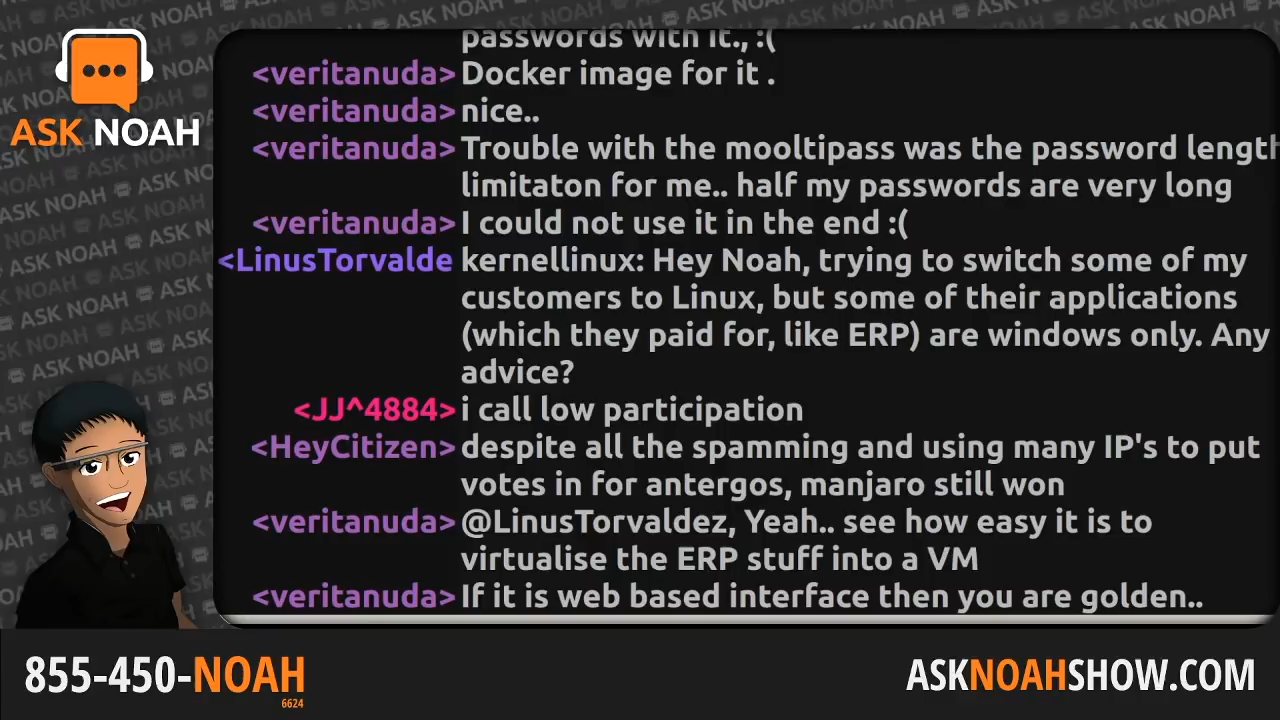 ASK NOAH
passwords with it., :(
<veritanuda> Docker image for it .
<veritanuda> nice..
<veritanuda> Trouble with the mooltipass was the password length
limitaton for me.. half my passwords are very long
<veritanuda> I could not use it in the end :(
<LinusTorvalde kernellinux: Hey Noah, trying to switch some of my
customers to Linux, but some of their applications
(which they paid for, like ERP) are windows only. Any
advice?
<JJ^4884> i call low participation
<HeyCitizen> despite all the spamming and using many IP's to put
votes in for antergos, manjaro still won
<veritanuda> @LinusTorvaldez, Yeah.. see how easy it is to
virtualise the ERP stuff into a VM
<veritanuda> If it is web based interface then you are golden..
855-450-NOAH
6624
ASKNOAHSHOW.COM